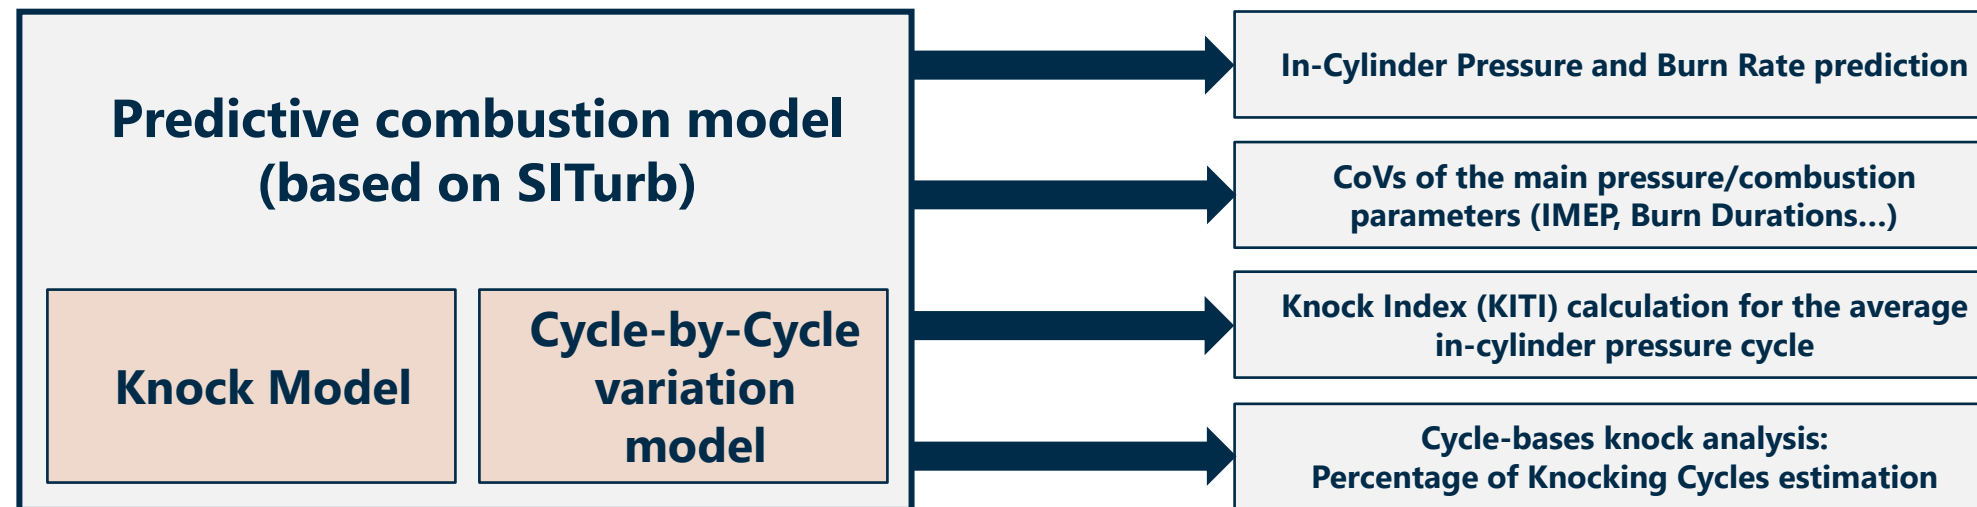 Predictive combustion model
(based on SITurb)
Knock Model
Cycle-by-Cycle
variation
model
In-Cylinder Pressure and Burn Rate prediction
CoVs of the main pressure/combustion
parameters (IMEP, Burn Durations...)
Knock Index (KITI) calculation for the average
in-cylinder pressure cycle
Cycle-bases knock analysis:
Percentage of Knocking Cycles estimation